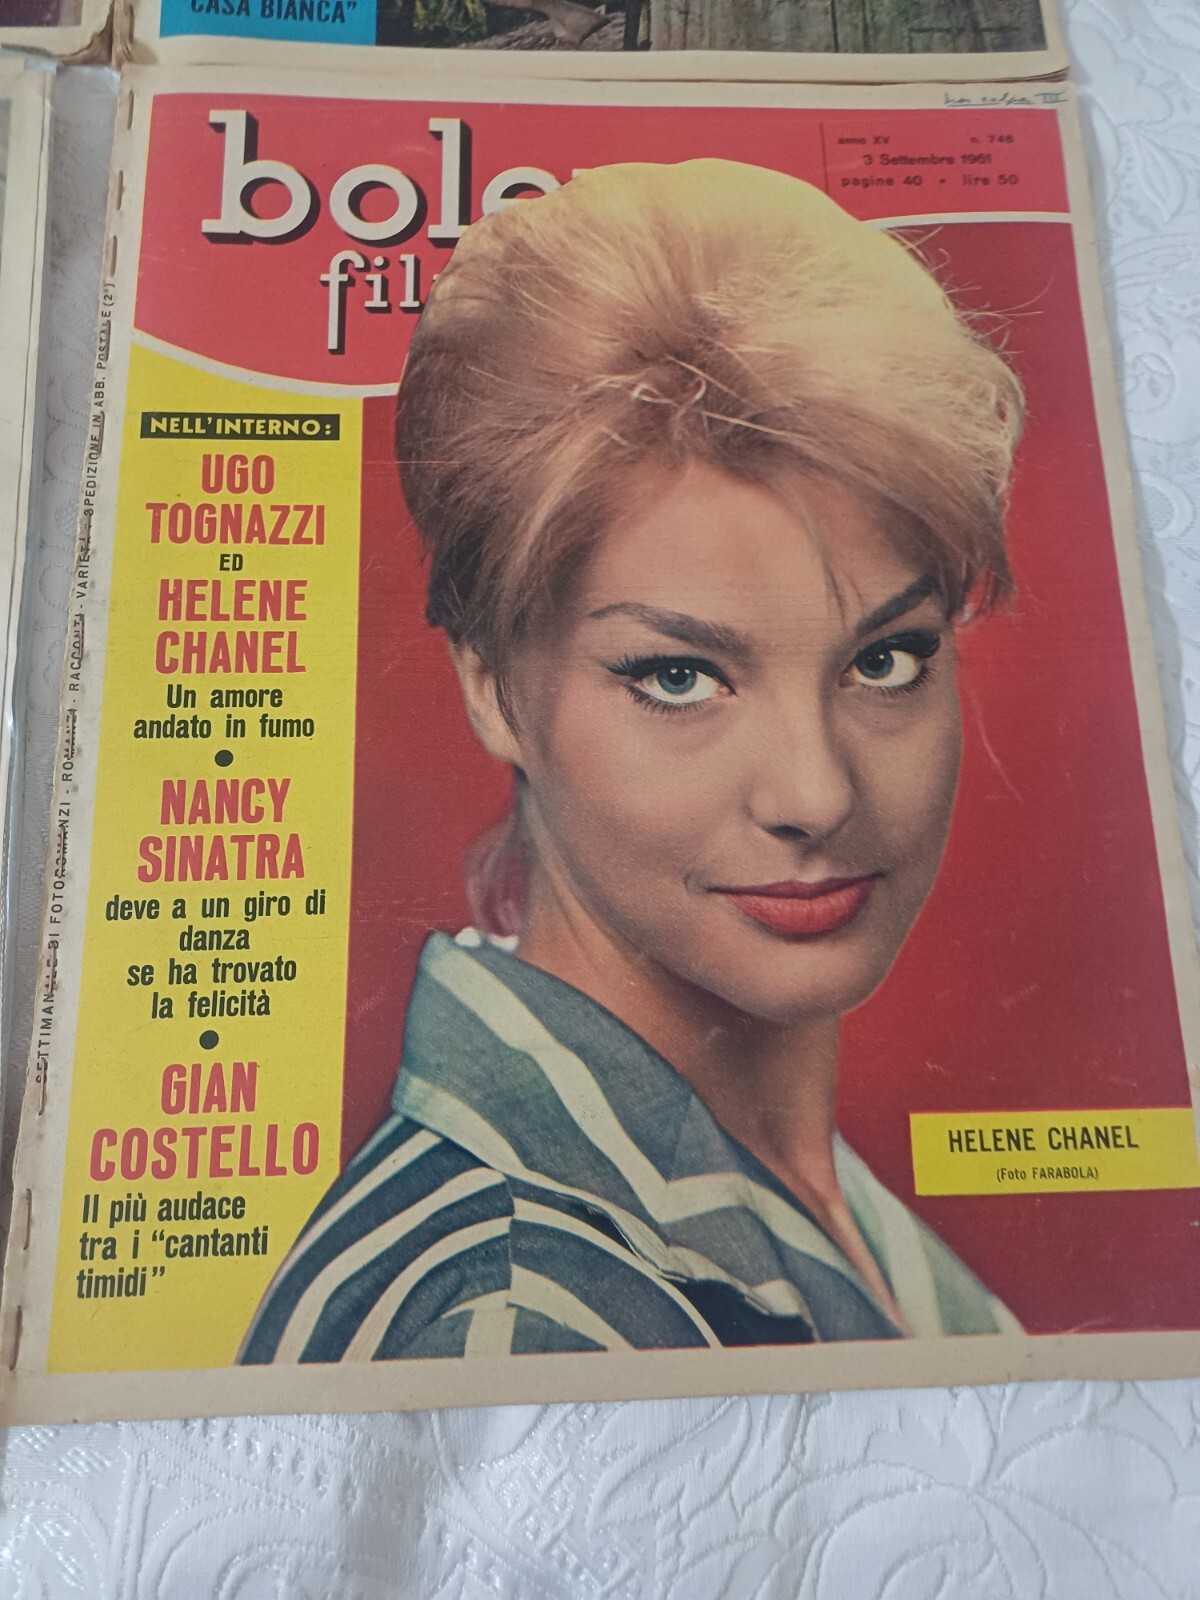 CASA BIANCA"
anno XV n. 748
3 Settembre 1961
pagine 40 • lire 50
bole
fil
NELL'INTERNO:
UGO
TOGNAZZI
ED
HELENE
CHANEL
Un amore
andato in fumo
•
NANCY
SINATRA
deve a un giro di
danza
se ha trovato
la felicità
•
GIAN
COSTELLO
Il più audace
tra i "cantanti
timidi"
HELENE CHANEL
(Foto FARABOLA)
SETTIMANALE DI FOTOROMANZI - ROMANZI - RACCONTI - VARIETÀ - SPEDIZIONE IN ABB. POSTALE (2°)